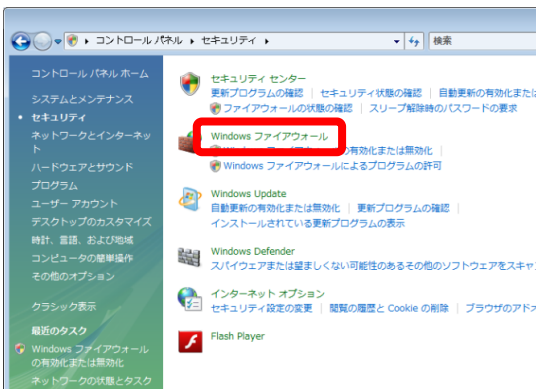 コントロール パネル ▸ セキュリティ ▸
検索
コントロール パネル ホーム
システムとメンテナンス
• セキュリティ
ネットワークとインターネッ
ト
ハードウェアとサウンド
プログラム
ユーザー アカウント
デスクトップのカスタマイズ
時計、言語、および地域
コンピュータの簡単操作
その他のオプション
クラシック表示
最近のタスク
Windows ファイアウォール
の有効化または無効化
ネットワークの状態とタスク
セキュリティ センター
更新プログラムの確認 | セキュリティ状態の確認 | 自動更新の有効化または
ファイアウォールの状態の確認 | スリープ解除時のパスワードの要求
Windows ファイアウォール
の有効化または無効化
Windows ファイアウォールによるプログラムの許可
Windows Update
自動更新の有効化または無効化 | 更新プログラムの確認 |
インストールされている更新プログラムの表示
Windows Defender
スパイウェアまたは望ましくない可能性のあるその他のソフトウェアをスキャ
インターネット オプション
セキュリティ設定の変更 | 閲覧の履歴と Cookie の削除 | ブラウザのアド
Flash Player